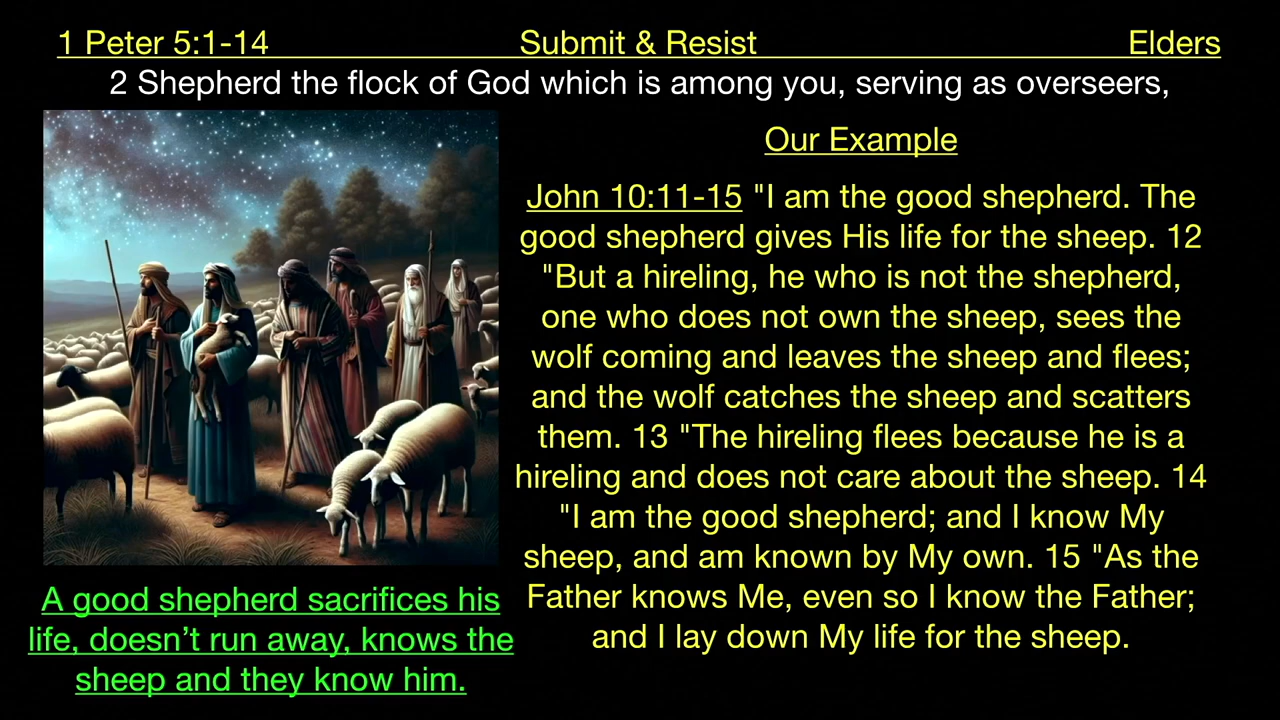 1 Peter 5:1-14 Submit & Resist Elders
2 Shepherd the flock of God which is among you, serving as overseers,
Our Example
John 10:11-15 "I am the good shepherd. The
good shepherd gives His life for the sheep. 12
"But a hireling, he who is not the shepherd,
one who does not own the sheep, sees the
wolf coming and leaves the sheep and flees;
and the wolf catches the sheep and scatters
them. 13 "The hireling flees because he is a
hireling and does not care about the sheep. 14
"I am the good shepherd; and I know My
sheep, and am known by My own. 15 "As the
Father knows Me, even so I know the Father;
and I lay down My life for the sheep.
A good shepherd sacrifices his
life, doesn’t run away, knows the
sheep and they know him.